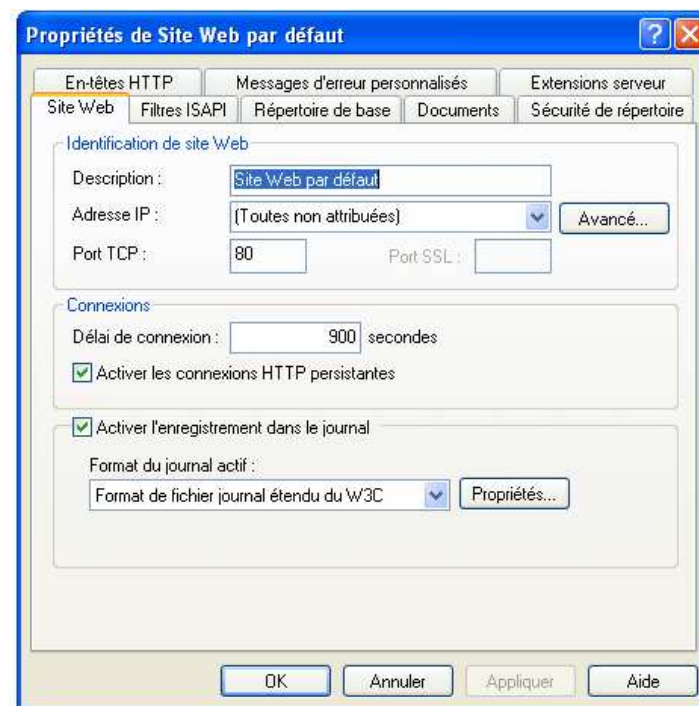 Propriétés de Site Web par défaut
En-têtes HTTP Messages d'erreur personnalisés Extensions serveur
Site Web Filtres ISAPI Répertoire de base Documents Sécurité de répertoire
Identification de site Web
Description : Site Web par défaut
Adresse IP : (Toutes non attribuées) Avancé...
Port TCP : 80 Port SSL :
Connexions
Délai de connexion : 900 secondes
Activer les connexions HTTP persistantes
Activer l'enregistrement dans le journal
Format du journal actif :
Format de fichier journal étendu du W3C Propriétés...
OK Annuler Appliquer Aide